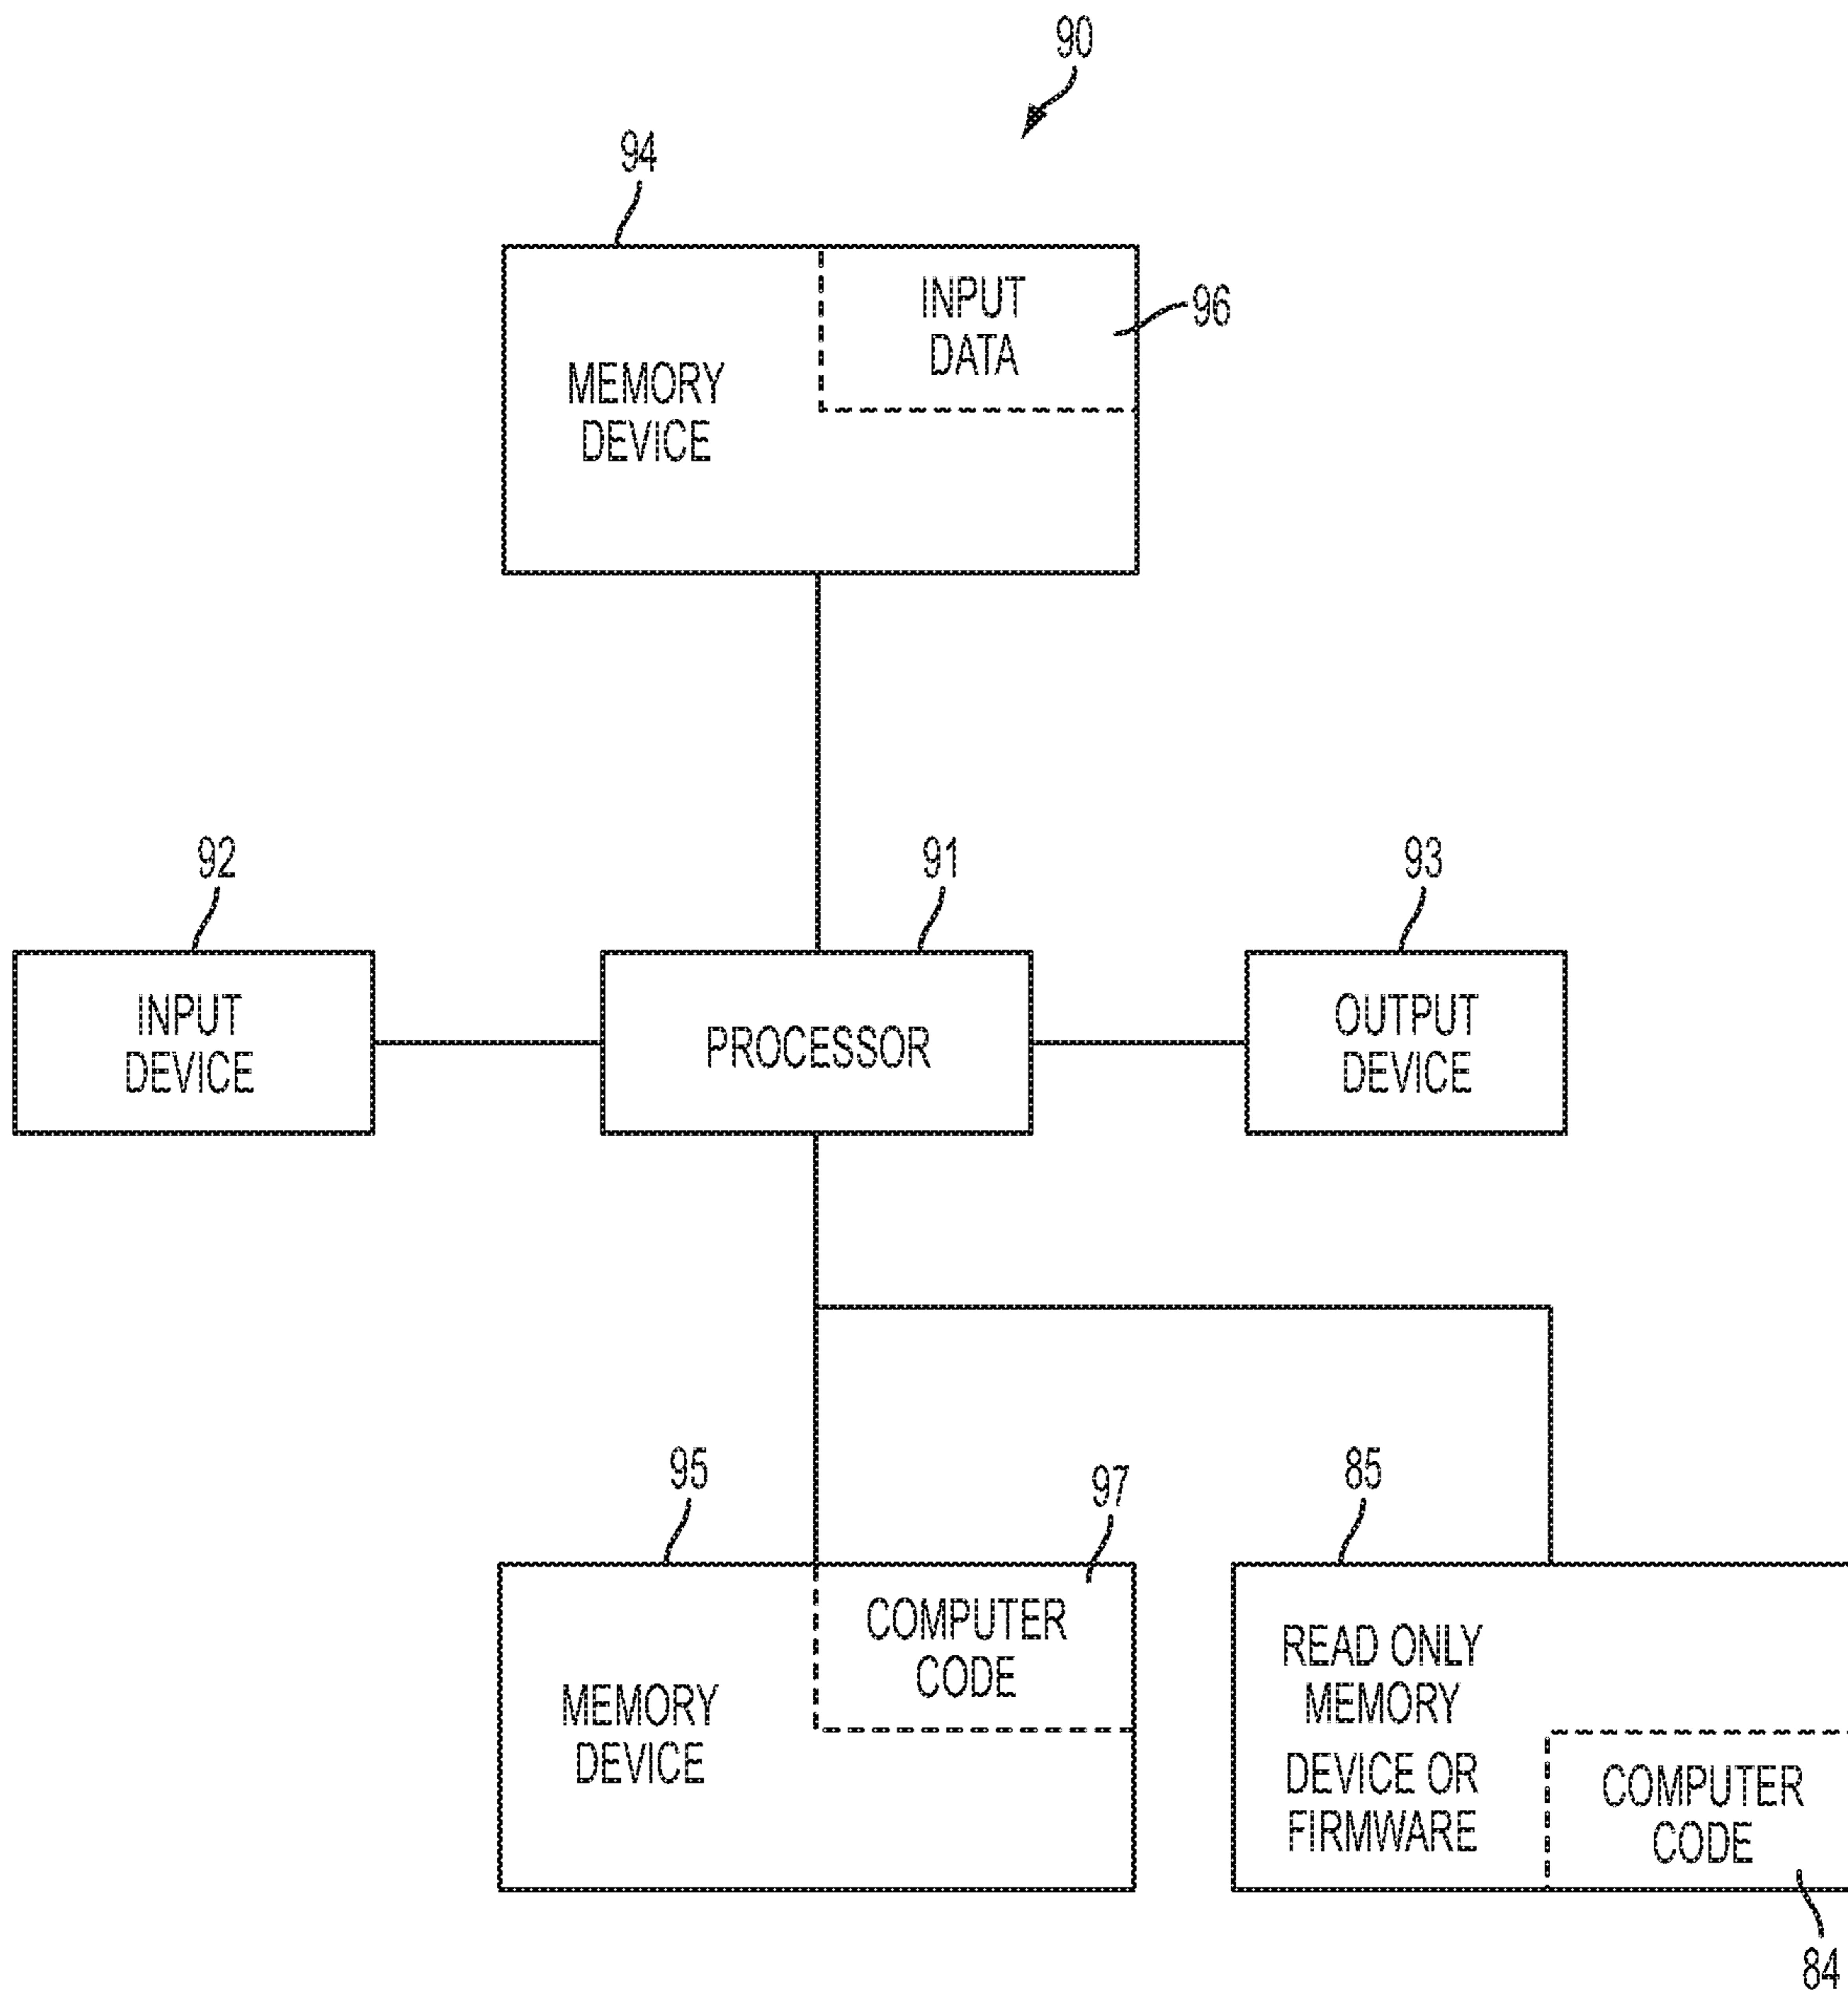 90
94
INPUT
DATA
96
MEMORY
DEVICE
92
91
93
INPUT
DEVICE
PROCESSOR
OUTPUT
DEVICE
95
97
85
COMPUTER
CODE
MEMORY
DEVICE
READ ONLY
MEMORY
DEVICE OR
FIRMWARE
COMPUTER
CODE
84